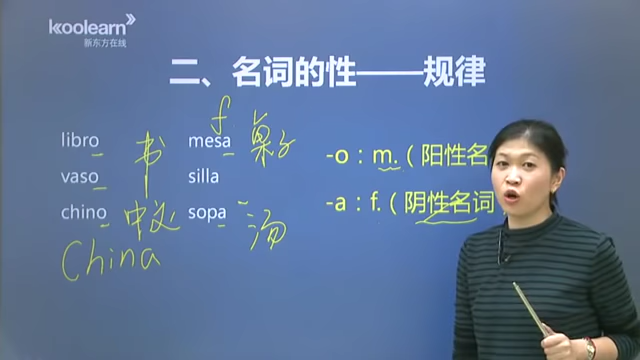 koolearn
新东方在线
二、名词的性——规律
libro 书
vaso
chino 中文
China
f
mesa 桌子
silla
sopa 汤
-o：m.（阳性名
-a：f.（阴性名词